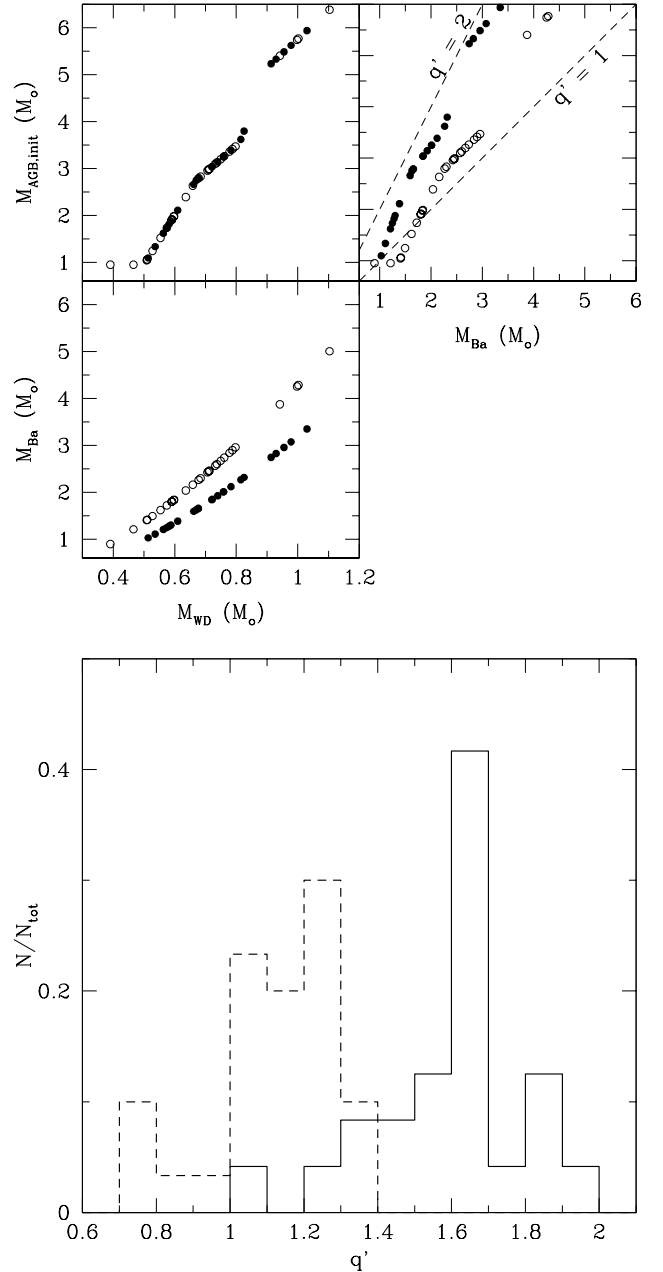 6
5
4
3
2
1
M_AGB,init (M_o)
q' = 2
q' = 1
1 2 3 4 5 6
M_Ba (M_o)
6
5
4
3
2
1
M_Ba (M_o)
0.4 0.6 0.8 1 1.2
M_WD (M_o)
0.4
0.2
0
N/N_tot
0.6 0.8 1 1.2 1.4 1.6 1.8 2
q'